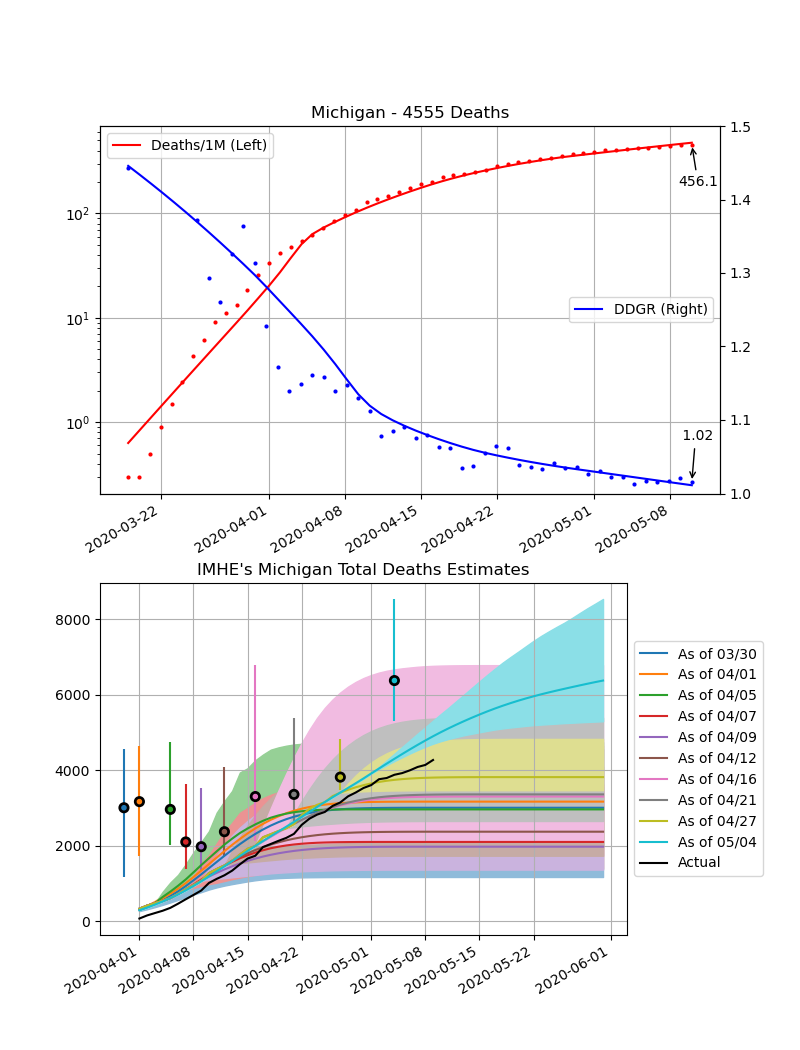 Michigan - 4555 Deaths
Deaths/1M (Left)
DDGR (Right)
456.1
1.02
10²
10¹
10⁰
1.5
1.4
1.3
1.2
1.1
1.0
2020-03-22
2020-04-01
2020-04-08
2020-04-15
2020-04-22
2020-05-01
2020-05-08
IMHE's Michigan Total Deaths Estimates
8000
6000
4000
2000
0
2020-04-01
2020-04-08
2020-04-15
2020-04-22
2020-05-01
2020-05-08
2020-05-15
2020-05-22
2020-06-01
As of 03/30
As of 04/01
As of 04/05
As of 04/07
As of 04/09
As of 04/12
As of 04/16
As of 04/21
As of 04/27
As of 05/04
Actual